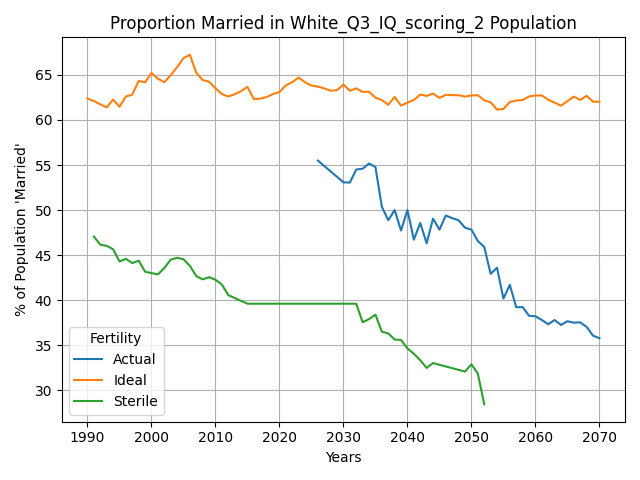 Proportion Married in White_Q3_IQ_scoring_2 Population
% of Population 'Married'
65
60
55
50
45
40
35
30
Fertility
Actual
Ideal
Sterile
1990 2000 2010 2020 2030 2040 2050 2060 2070
Years